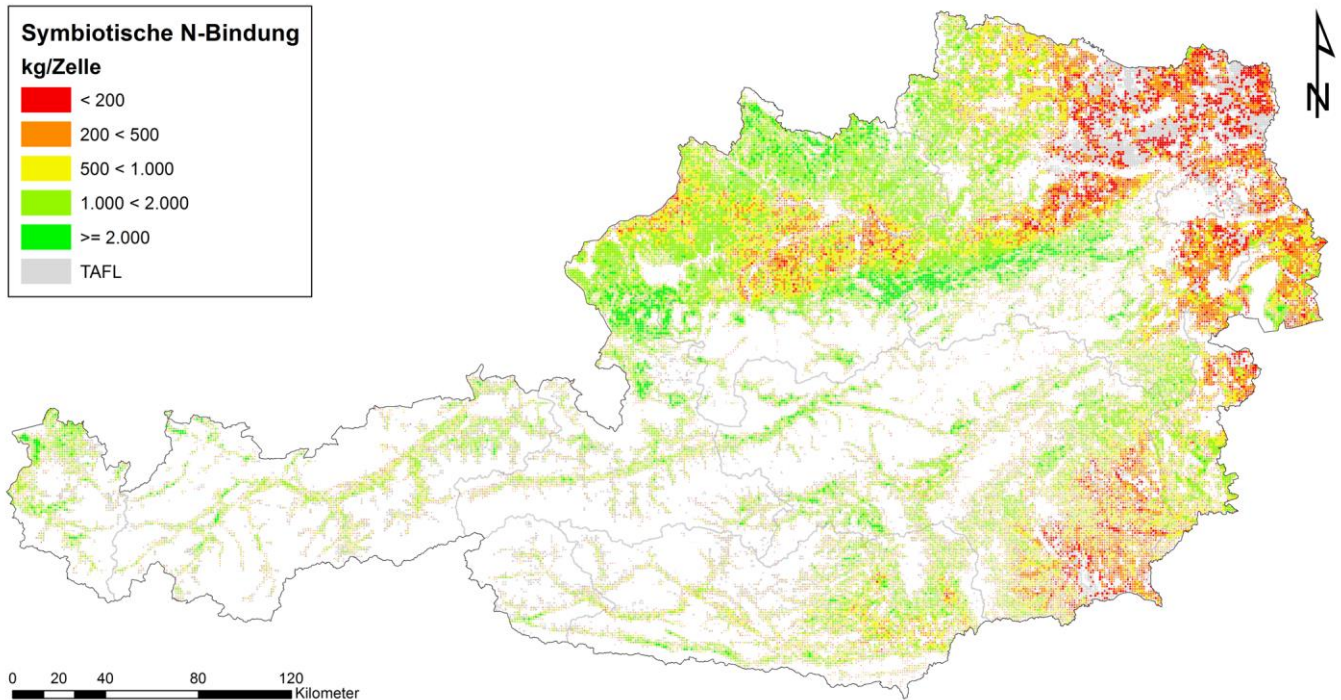 Symbiotische N-Bindung
kg/Zelle
< 200
200 < 500
500 < 1.000
1.000 < 2.000
>= 2.000
TAFL
N
0 20 40 80 120
Kilometer